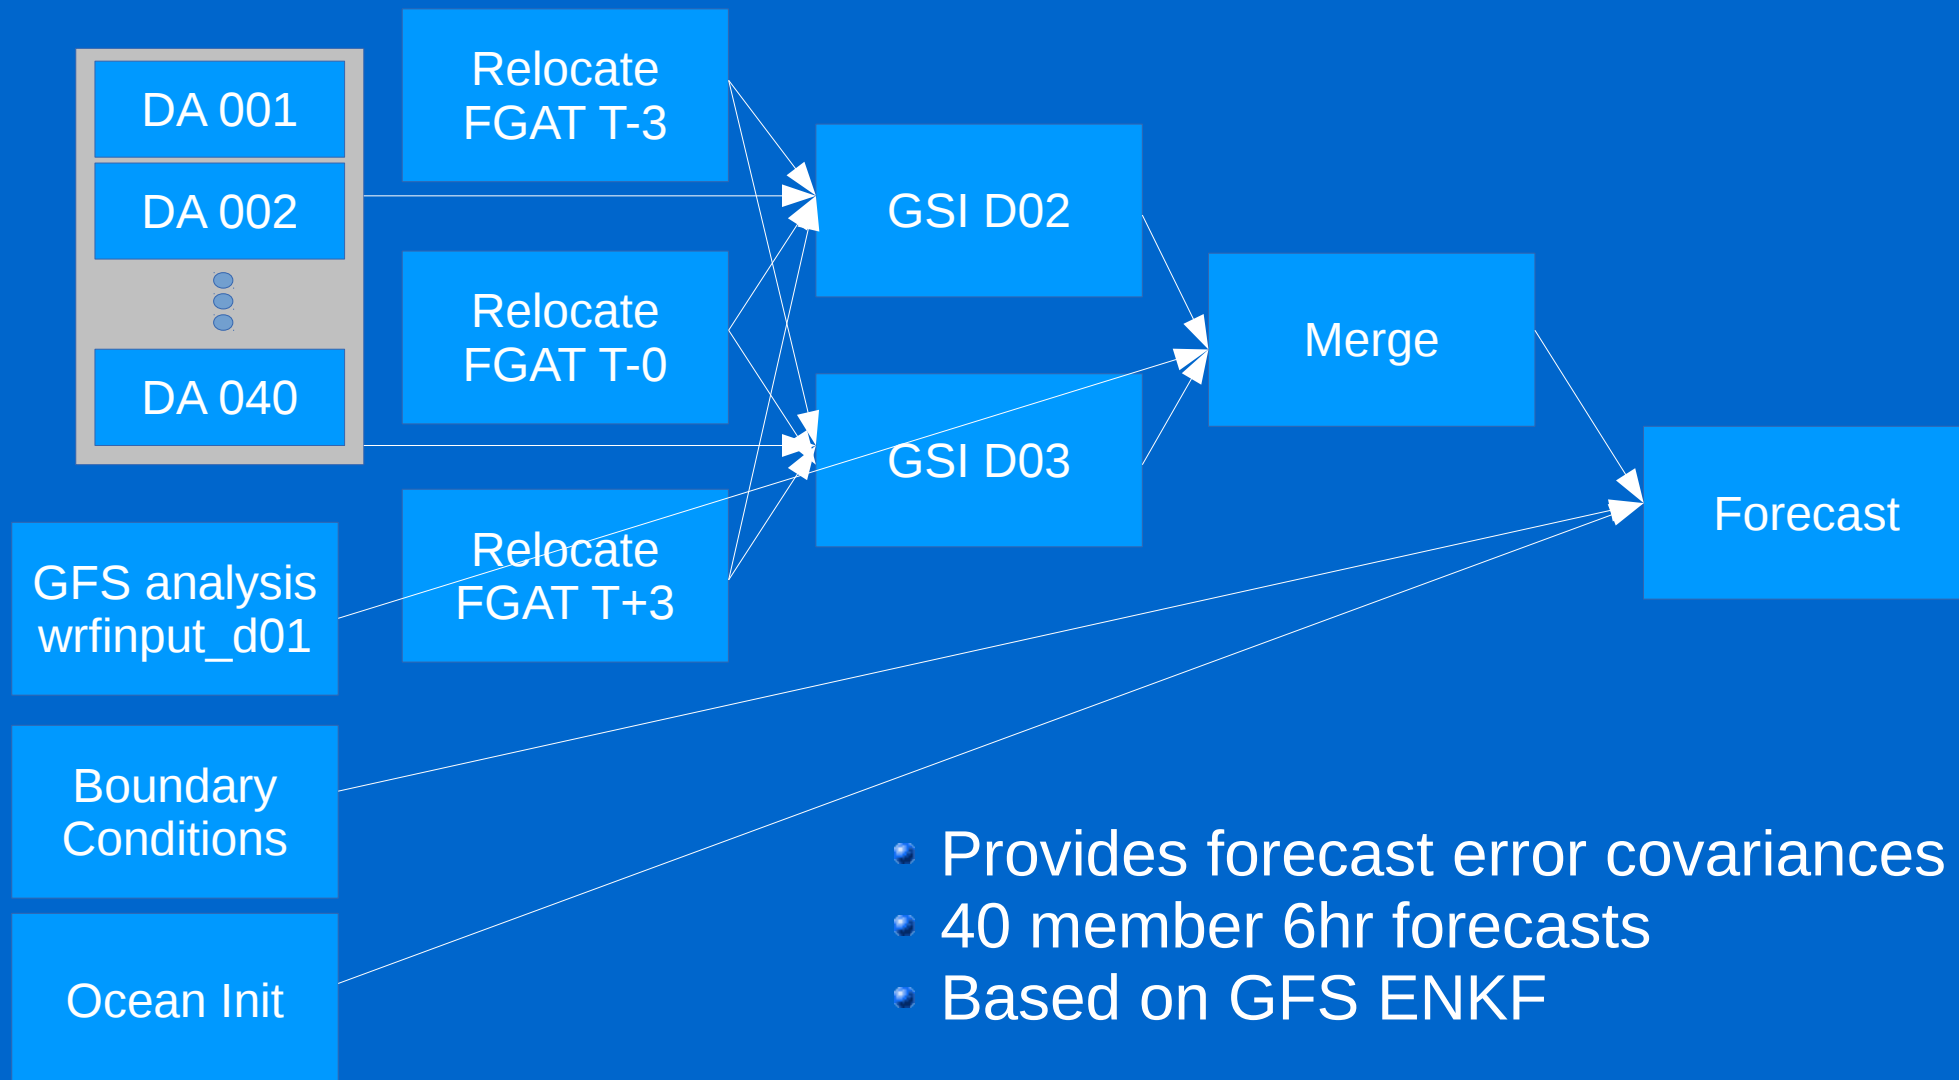 DA 001
DA 002
DA 040
Relocate
FGAT T-3
Relocate
FGAT T-0
Relocate
FGAT T+3
GSI D02
GSI D03
Merge
Forecast
GFS analysis
wrfinput_d01
Boundary
Conditions
Ocean Init
Provides forecast error covariances
40 member 6hr forecasts
Based on GFS ENKF